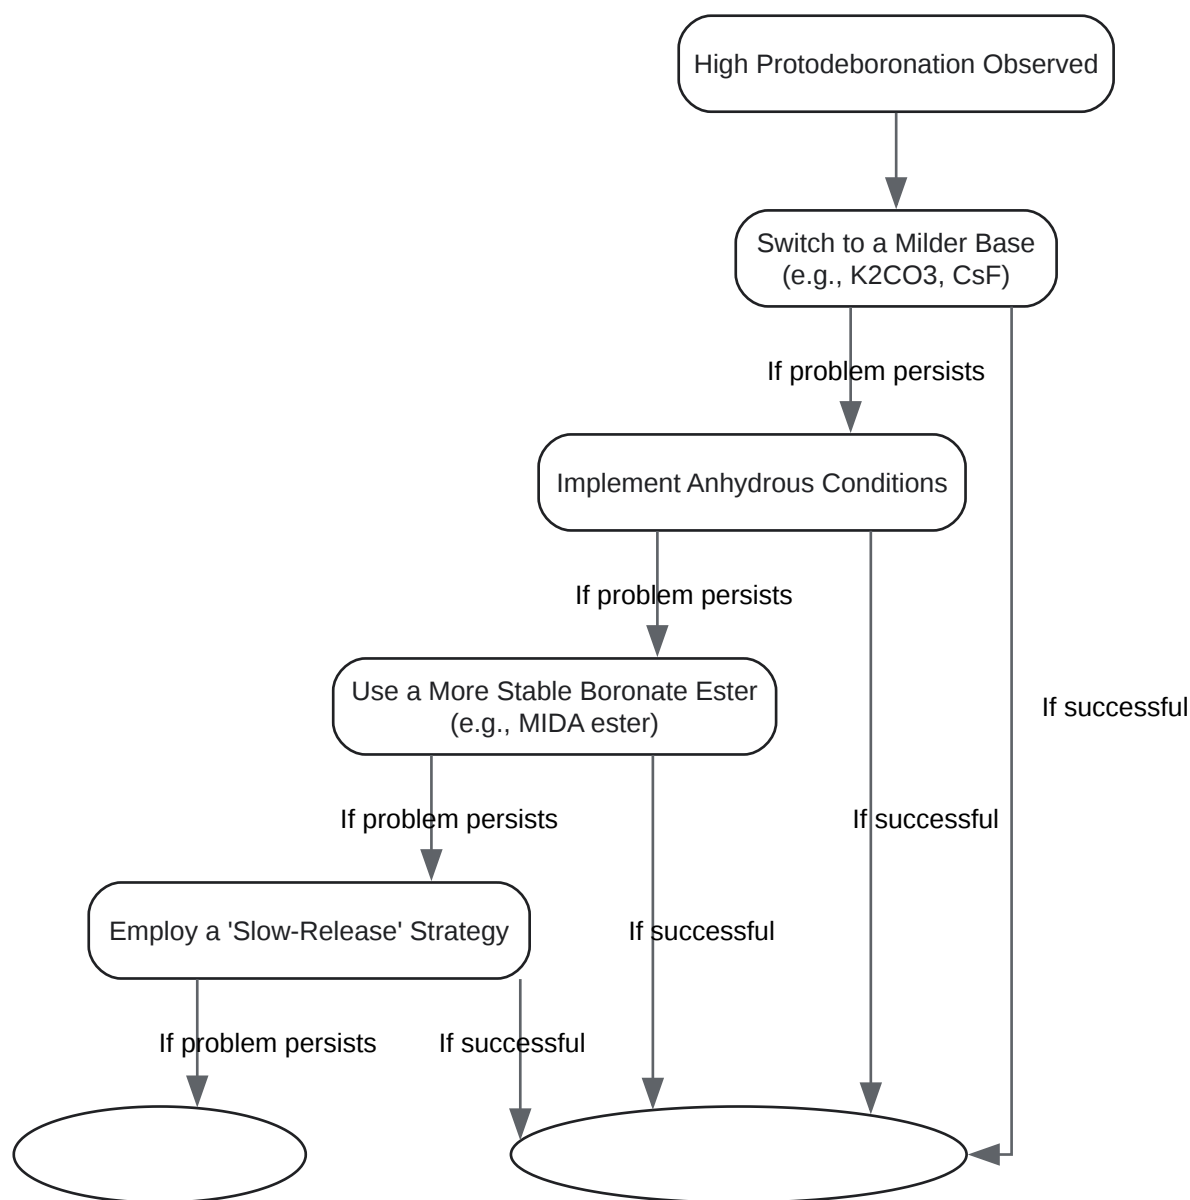 High Protodeboronation Observed
Switch to a Milder Base
(e.g., K2CO3, CsF)
If problem persists
Implement Anhydrous Conditions
If problem persists
Use a More Stable Boronate Ester
(e.g., MIDA ester)
If successful
If problem persists
If successful
Employ a 'Slow-Release' Strategy
If successful
If problem persists
If successful